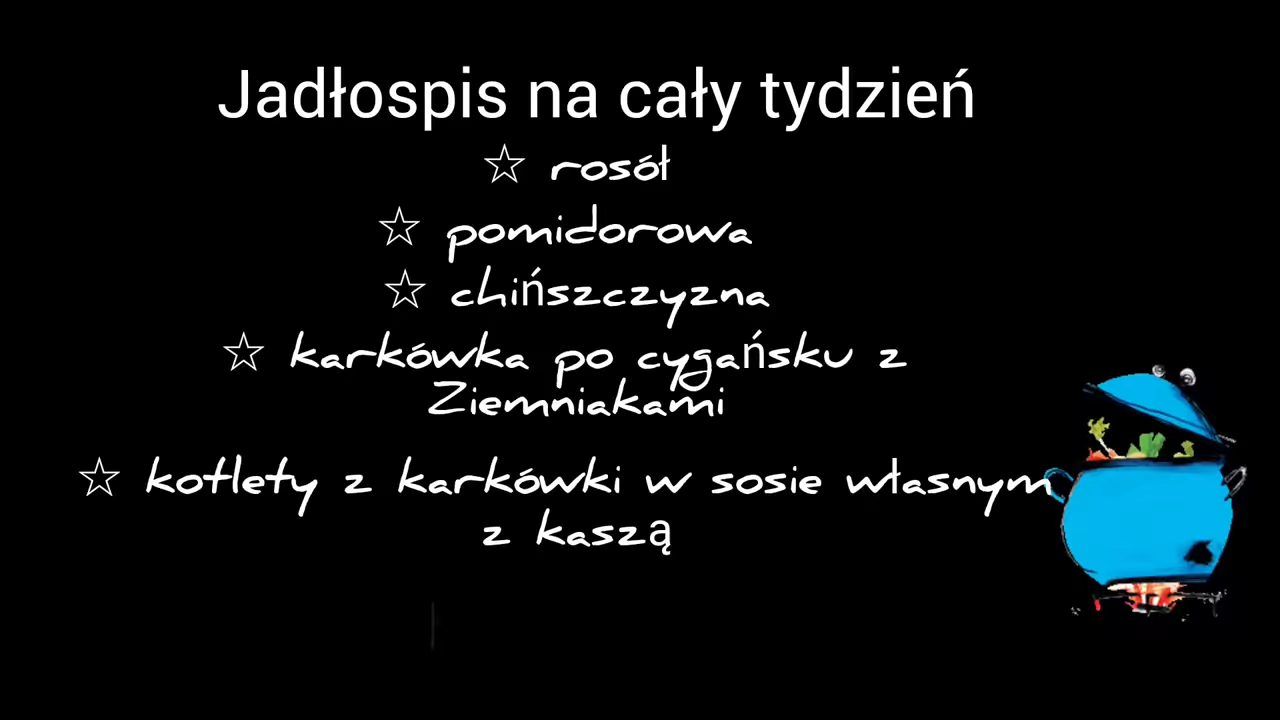 Jadłospis na cały tydzień
☆ rosół
☆ pomidorowa
☆ chińszczyzna
☆ karkówka po cygańsku z
Ziemniakami
☆ kotlety z karkówki w sosie własnym
z kaszą